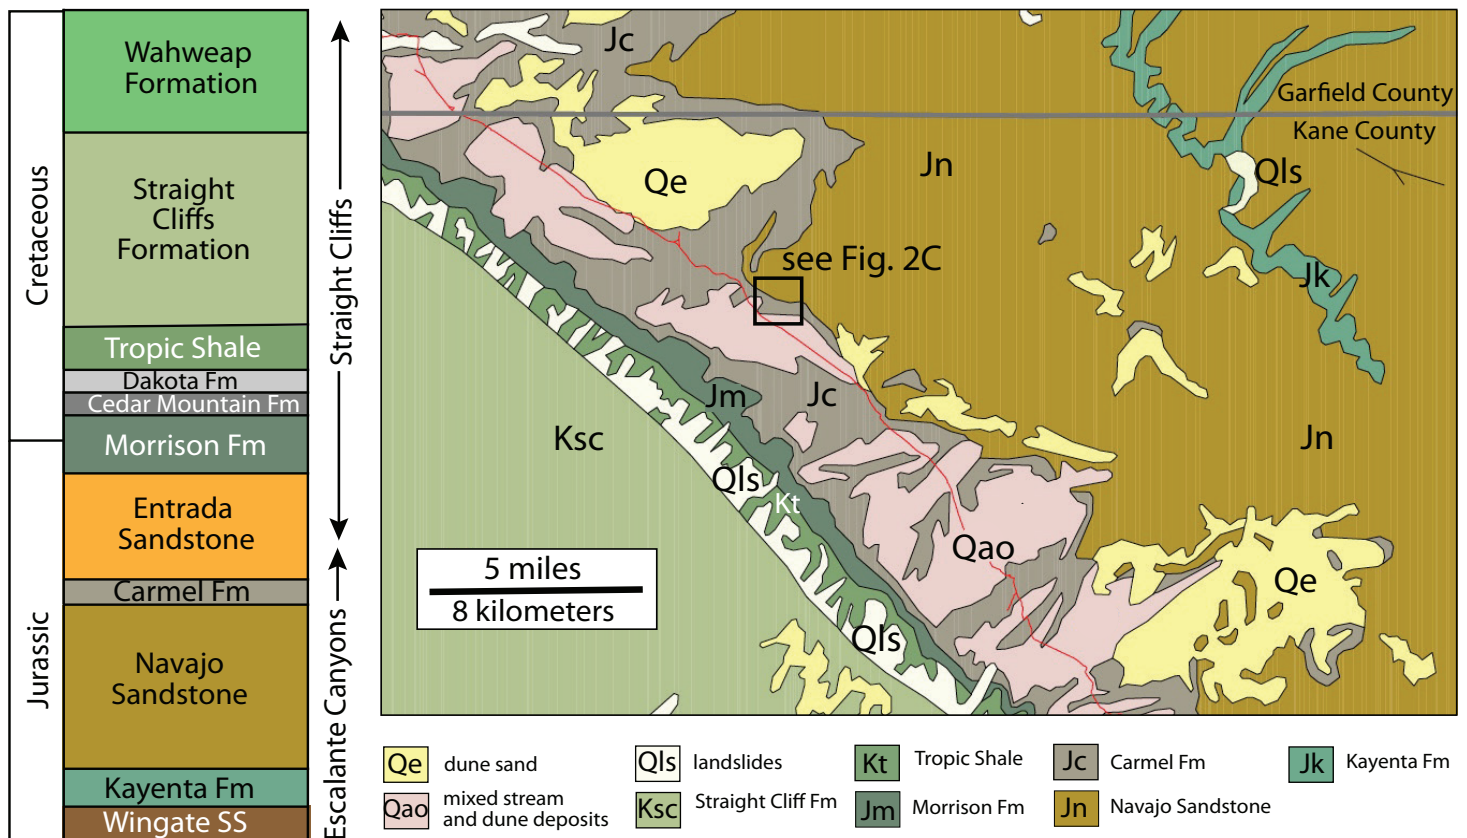 Cretaceous
Jurassic
Wahweap
Formation
Straight
Cliffs
Formation
Tropic Shale
Dakota Fm
Cedar Mountain Fm
Morrison Fm
Entrada
Sandstone
Carmel Fm
Navajo
Sandstone
Kayenta Fm
Wingate SS
Straight Cliffs
Escalante Canyons
Jc
Garfield County
Kane County
Qe
Jn
Qls
see Fig. 2C
Jk
Jm
Jc
Ksc
Jn
Qls
Kt
Qao
Qe
5 miles
8 kilometers
Qls
Qe
dune sand
Qls
landslides
Kt
Tropic Shale
Jc
Carmel Fm
Jk
Kayenta Fm
Qao
mixed stream
and dune deposits
Ksc
Straight Cliff Fm
Jm
Morrison Fm
Jn
Navajo Sandstone